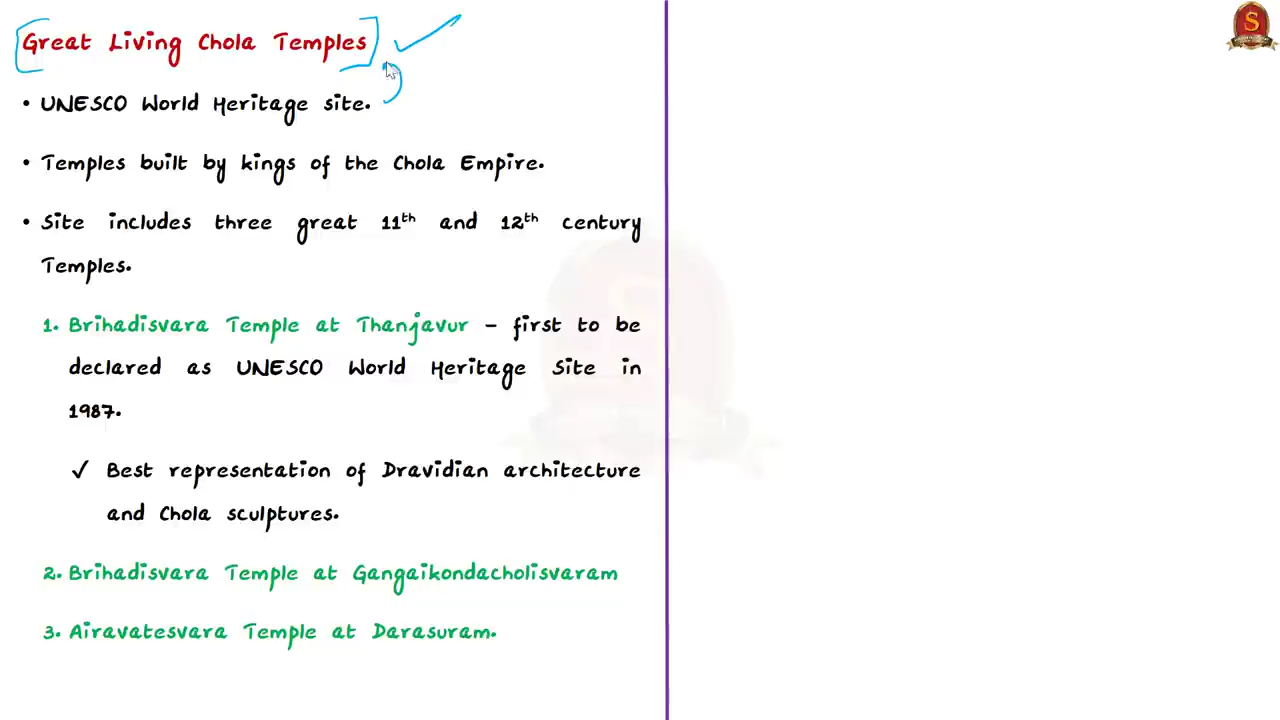 Great Living Chola Temples
• UNESCO World Heritage site.
• Temples built by kings of the Chola Empire.
• Site includes three great 11th and 12th century
Temples.
1. Brihadisvara Temple at Thanjavur – first to be
declared as UNESCO World Heritage Site in
1987.
✓ Best representation of Dravidian architecture
and Chola sculptures.
2. Brihadisvara Temple at Gangaikondacholisvaram
3. Airavatesvara Temple at Darasuram.
S